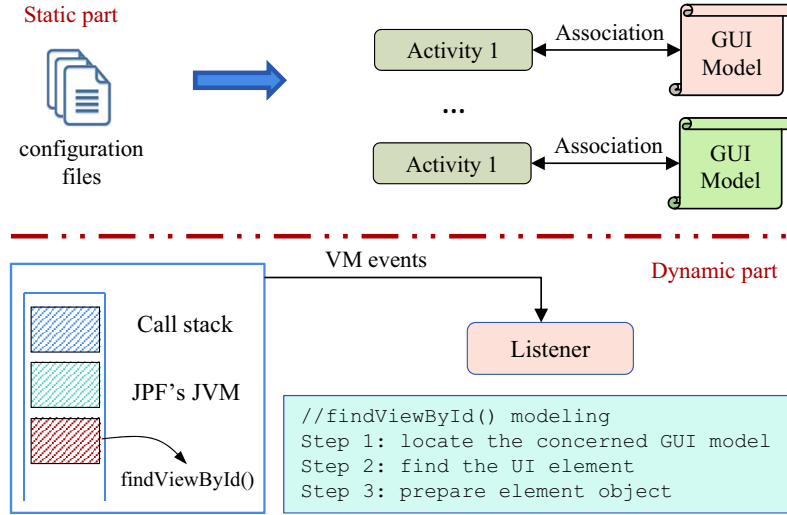 Static part
configuration
files
Activity 1
Association
GUI
Model
...
Activity 1
Association
GUI
Model
Dynamic part
VM events
Call stack
JPF's JVM
findViewById()
Listener
//findViewById() modeling
Step 1: locate the concerned GUI model
Step 2: find the UI element
Step 3: prepare element object